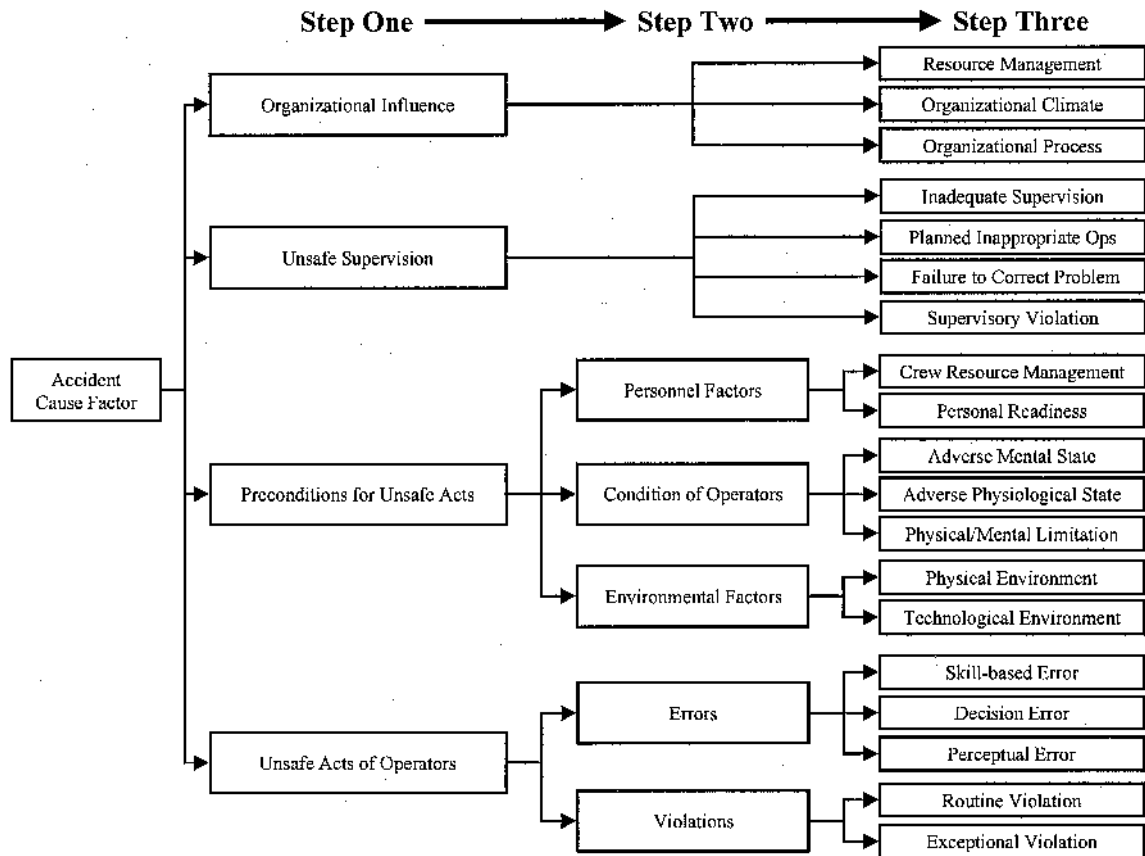 Step One Step Two Step Three
Resource Management
Organizational Influence
Organizational Climate
Organizational Process
Inadequate Supervision
Unsafe Supervision
Planned Inappropriate Ops
Failure to Correct Problem
Supervisory Violation
Accident
Cause Factor
Personnel Factors
Crew Resource Management
Personal Readiness
Preconditions for Unsafe Acts
Condition of Operators
Adverse Mental State
Adverse Physiological State
Physical/Mental Limitation
Environmental Factors
Physical Environment
Technological Environment
Unsafe Acts of Operators
Errors
Skill-based Error
Decision Error
Perceptual Error
Violations
Routine Violation
Exceptional Violation